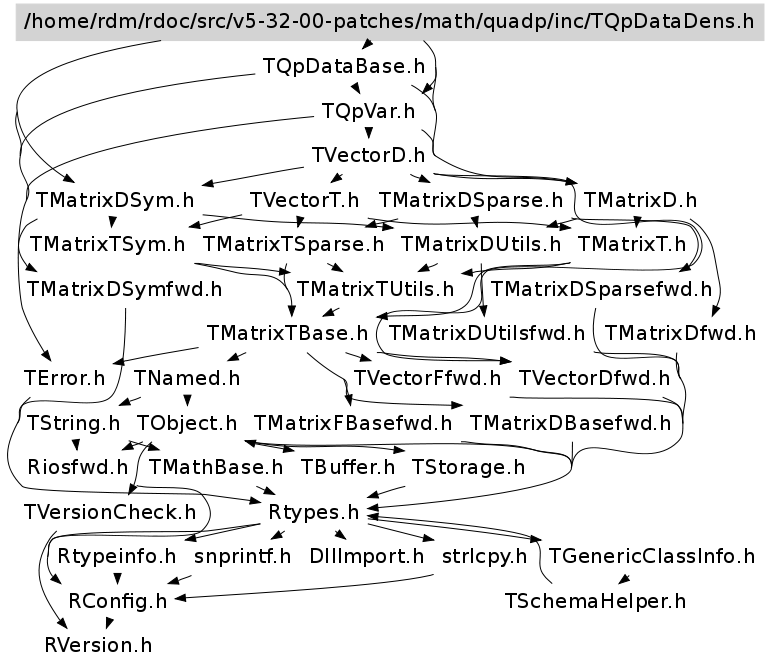 /home/rdm/rdoc/src/v5-32-00-patches/math/quadp/inc/TQpDataDens.h
TQpDataBase.h
TQpVar.h
TVectorD.h
TMatrixDSym.h TVectorT.h TMatrixDSparse.h TMatrixD.h
TMatrixTSym.h TMatrixTSparse.h TMatrixDUtils.h TMatrixT.h
TMatrixDSymfwd.h TMatrixTUtils.h TMatrixDSparsefwd.h
TMatrixTBase.h TMatrixDUtilsfwd.h TMatrixDfwd.h
TError.h TNamed.h TVectorFfwd.h TVectorDfwd.h
TString.h TObject.h TMatrixFBasefwd.h TMatrixDBasefwd.h
Riosfwd.h TMathBase.h TBuffer.h TStorage.h
TVersionCheck.h Rtypes.h
Rtypeinfo.h snprintf.h DllImport.h strlcpy.h TGenericClassInfo.h
RConfig.h TSchemaHelper.h
RVersion.h